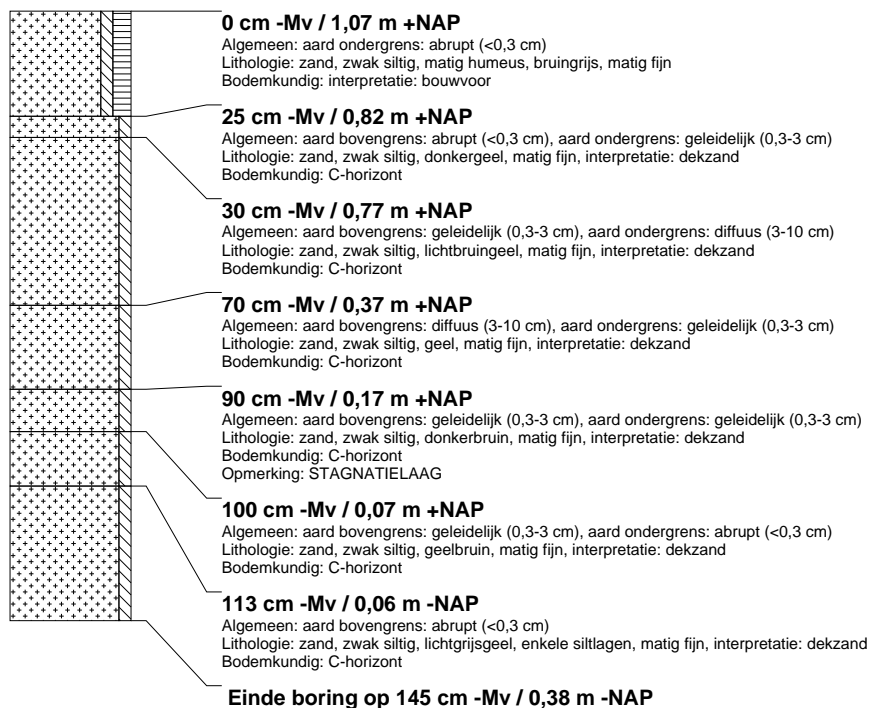 0 cm -Mv / 1,07 m +NAP
Algemeen: aard ondergrens: abrupt (<0,3 cm)
Lithologie: zand, zwak siltig, matig humeus, bruingrijs, matig fijn
Bodemkundig: interpretatie: bouwvoor
25 cm -Mv / 0,82 m +NAP
Algemeen: aard bovengrens: abrupt (<0,3 cm), aard ondergrens: geleidelijk (0,3-3 cm)
Lithologie: zand, zwak siltig, donkergeel, matig fijn, interpretatie: dekzand
Bodemkundig: C-horizont
30 cm -Mv / 0,77 m +NAP
Algemeen: aard bovengrens: geleidelijk (0,3-3 cm), aard ondergrens: diffuus (3-10 cm)
Lithologie: zand, zwak siltig, lichtbruingeel, matig fijn, interpretatie: dekzand
Bodemkundig: C-horizont
70 cm -Mv / 0,37 m +NAP
Algemeen: aard bovengrens: diffuus (3-10 cm), aard ondergrens: geleidelijk (0,3-3 cm)
Lithologie: zand, zwak siltig, geel, matig fijn, interpretatie: dekzand
Bodemkundig: C-horizont
90 cm -Mv / 0,17 m +NAP
Algemeen: aard bovengrens: geleidelijk (0,3-3 cm), aard ondergrens: geleidelijk (0,3-3 cm)
Lithologie: zand, zwak siltig, donkerbruin, matig fijn, interpretatie: dekzand
Bodemkundig: C-horizont
Opmerking: STAGNATIELAAG
100 cm -Mv / 0,07 m +NAP
Algemeen: aard bovengrens: geleidelijk (0,3-3 cm), aard ondergrens: abrupt (<0,3 cm)
Lithologie: zand, zwak siltig, geelbruin, matig fijn, interpretatie: dekzand
Bodemkundig: C-horizont
113 cm -Mv / 0,06 m -NAP
Algemeen: aard bovengrens: abrupt (<0,3 cm)
Lithologie: zand, zwak siltig, lichtgrijsgeel, enkele siltlagen, matig fijn, interpretatie: dekzand
Bodemkundig: C-horizont
Einde boring op 145 cm -Mv / 0,38 m -NAP